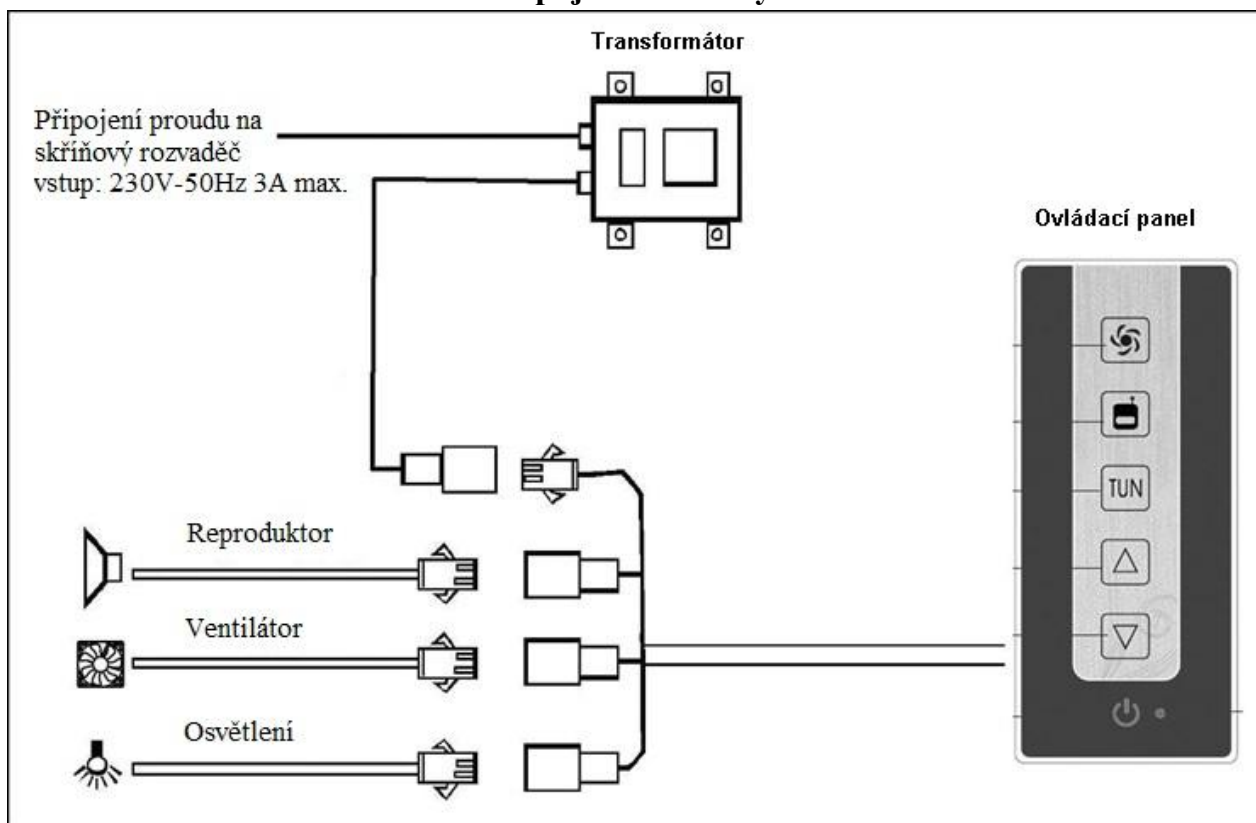 Transformátor
Připojení proudu na
skříňový rozvaděč
vstup: 230V-50Hz 3A max.
Ovládací panel
TUN
Reproduktor
Ventilátor
Osvětlení